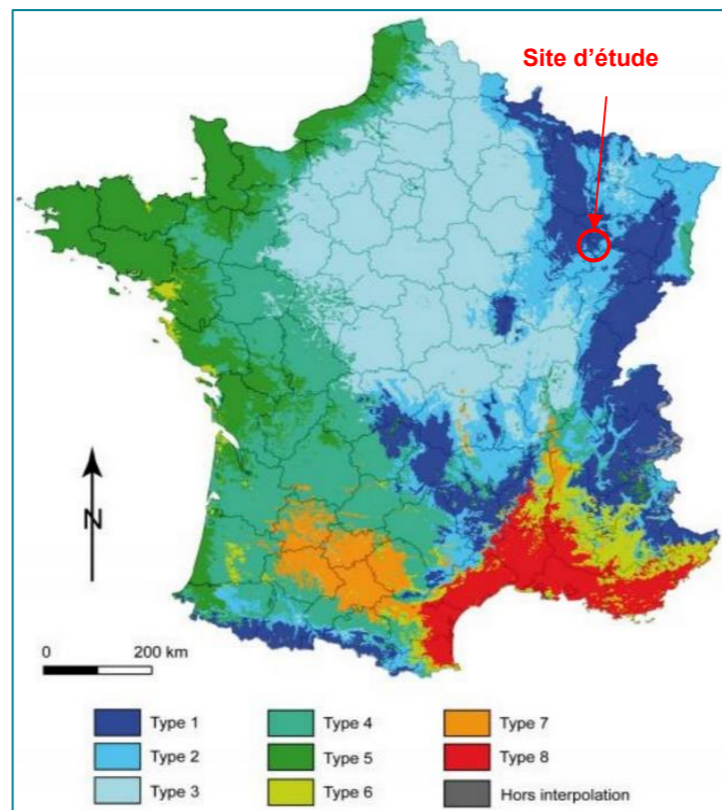 Site d'étude
N
0 200 km
Type 1
Type 2
Type 3
Type 4
Type 5
Type 6
Type 7
Type 8
Hors interpolation